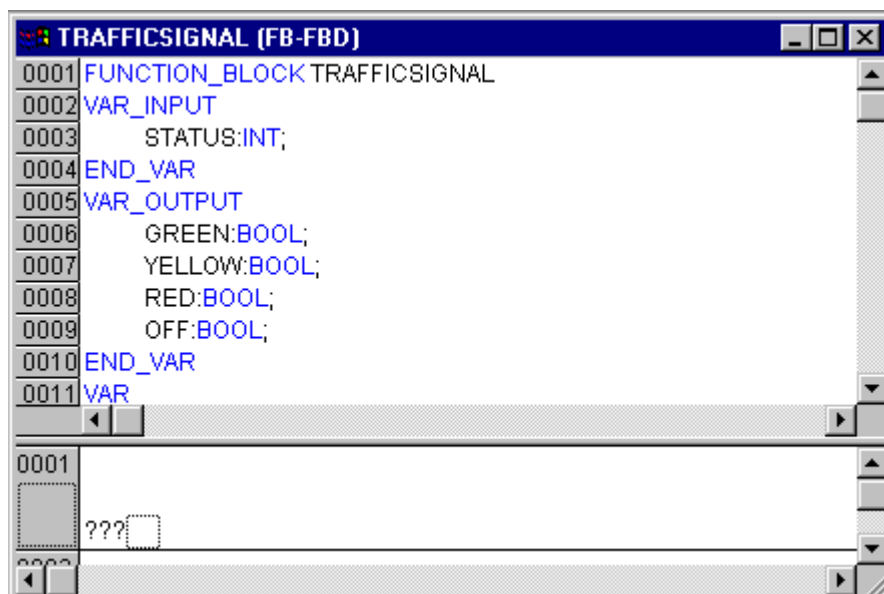 TRAFFICSIGNAL (FB-FBD)
0001 FUNCTION_BLOCK TRAFFICSIGNAL
0002 VAR_INPUT
0003 STATUS:INT;
0004 END_VAR
0005 VAR_OUTPUT
0006 GREEN:BOOL;
0007 YELLOW:BOOL;
0008 RED:BOOL;
0009 OFF:BOOL;
0010 END_VAR
0011 VAR
0001
???